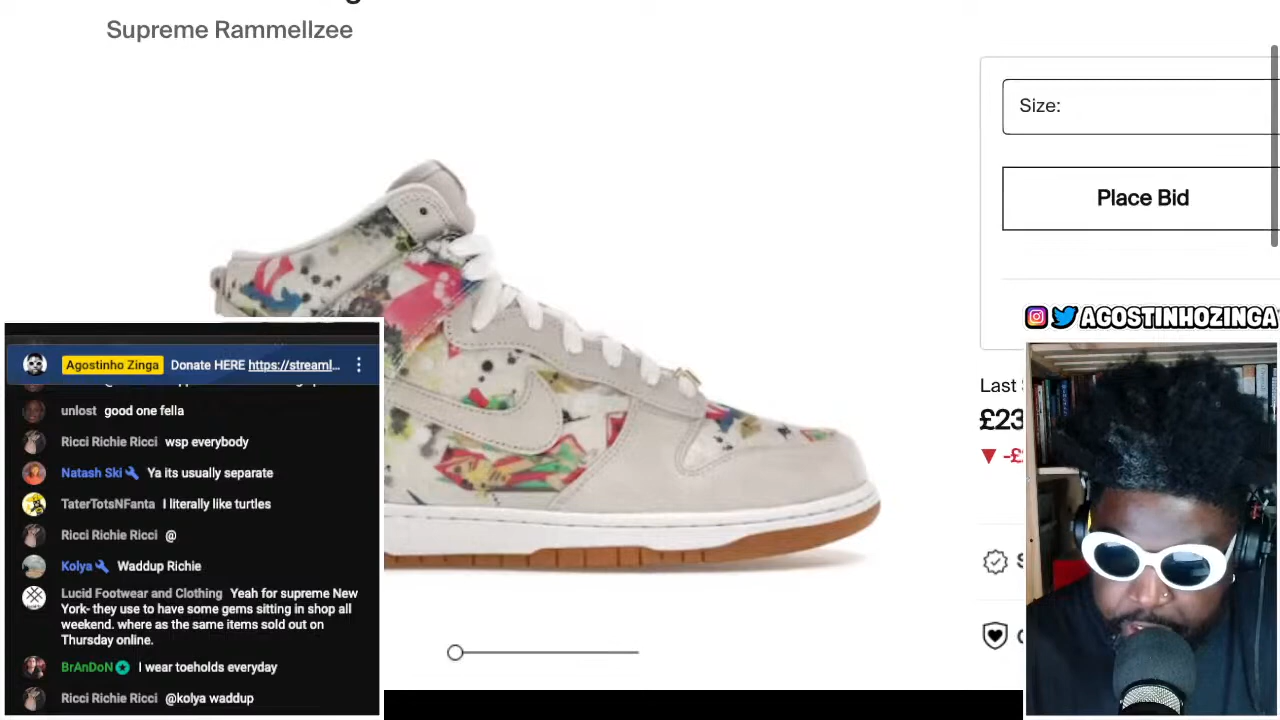 Supreme Rammellzee
Size:
Place Bid
AGOSTINHOZINGA
Last
£23
-£
Agostinho Zinga Donate HERE https://streaml...
unlost good one fella
Ricci Richie Ricci wsp everybody
Natash Ski Ya its usually separate
TaterTotsNFanta I literally like turtles
Ricci Richie Ricci @
Kolya Waddup Richie
Lucid Footwear and Clothing Yeah for supreme New
York- they use to have some gems sitting in shop all
weekend. where as the same items sold out on
Thursday online.
BrAnDoN I wear toeholds everyday
Ricci Richie Ricci @kolya waddup